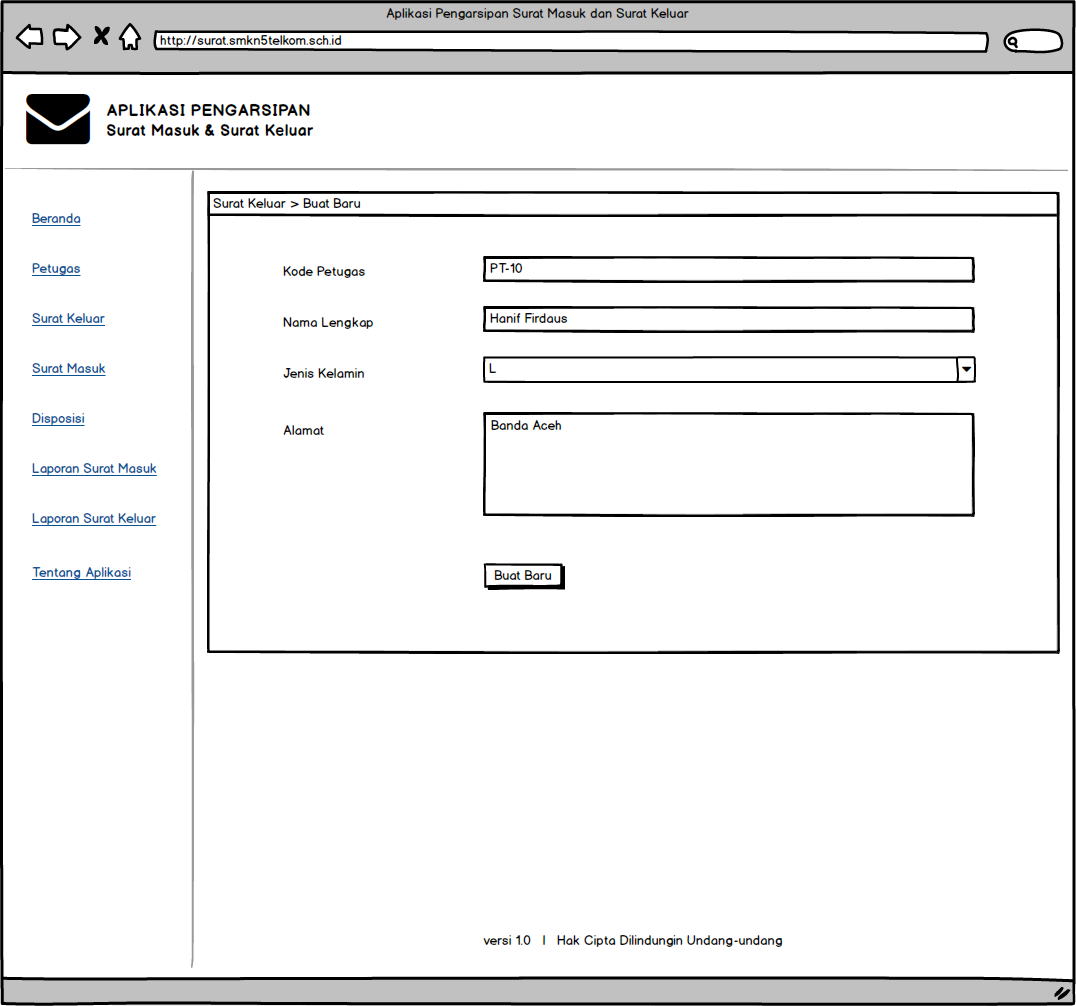 Aplikasi Pengarsipan Surat Masuk dan Surat Keluar
http://surat.smkn5telkom.sch.id
APLIKASI PENGARSIPAN
Surat Masuk & Surat Keluar
Beranda
Petugas
Surat Keluar
Surat Masuk
Disposisi
Laporan Surat Masuk
Laporan Surat Keluar
Tentang Aplikasi
Surat Keluar > Buat Baru
Kode Petugas
PT-10
Nama Lengkap
Hanif Firdaus
Jenis Kelamin
L
Alamat
Banda Aceh
Buat Baru
versi 1.0 | Hak Cipta Dilindungin Undang-undang